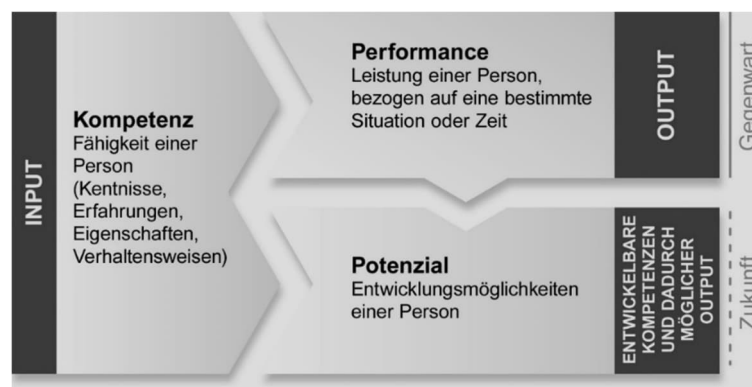 INPUT
Kompetenz
Fähigkeit einer
Person
(Kentnisse,
Erfahrungen,
Eigenschaften,
Verhaltensweisen)
Performance
Leistung einer Person,
bezogen auf eine bestimmte
Situation oder Zeit
OUTPUT
Gegenwart
Potenzial
Entwicklungsmöglichkeiten
einer Person
ENTWICKELBARE
KOMPETENZEN
UND DADURCH
MÖGLICHER
OUTPUT
Zukunft